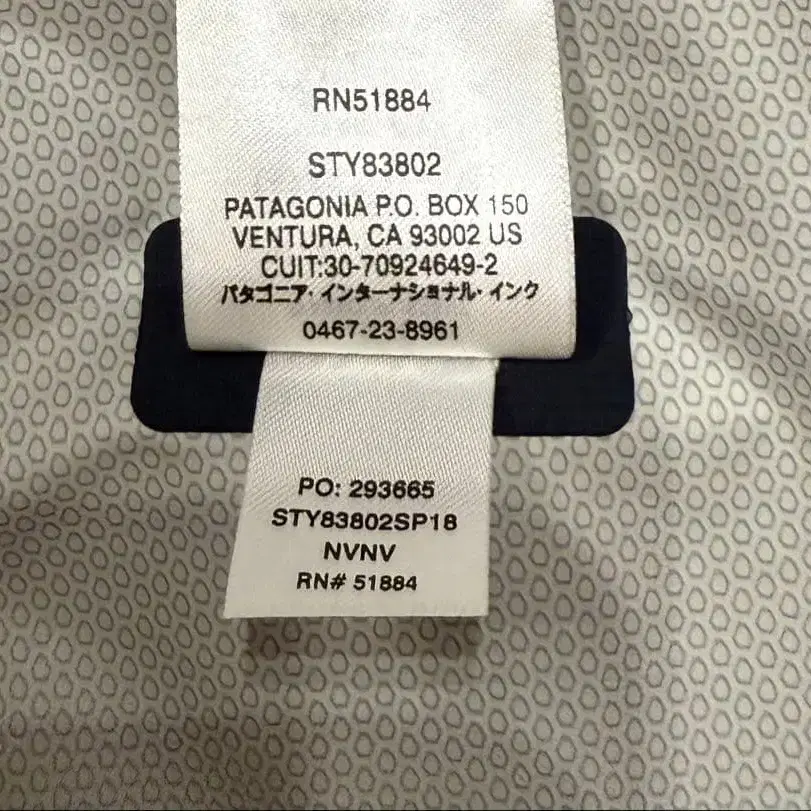 RN51884
STY83802
PATAGONIA P.O. BOX 150
VENTURA, CA 93002 US
CUIT:30-70924649-2
パタゴニア・インターナショナル・インク
0467-23-8961
PO: 293665
STY83802SP18
NVNV
RN# 51884